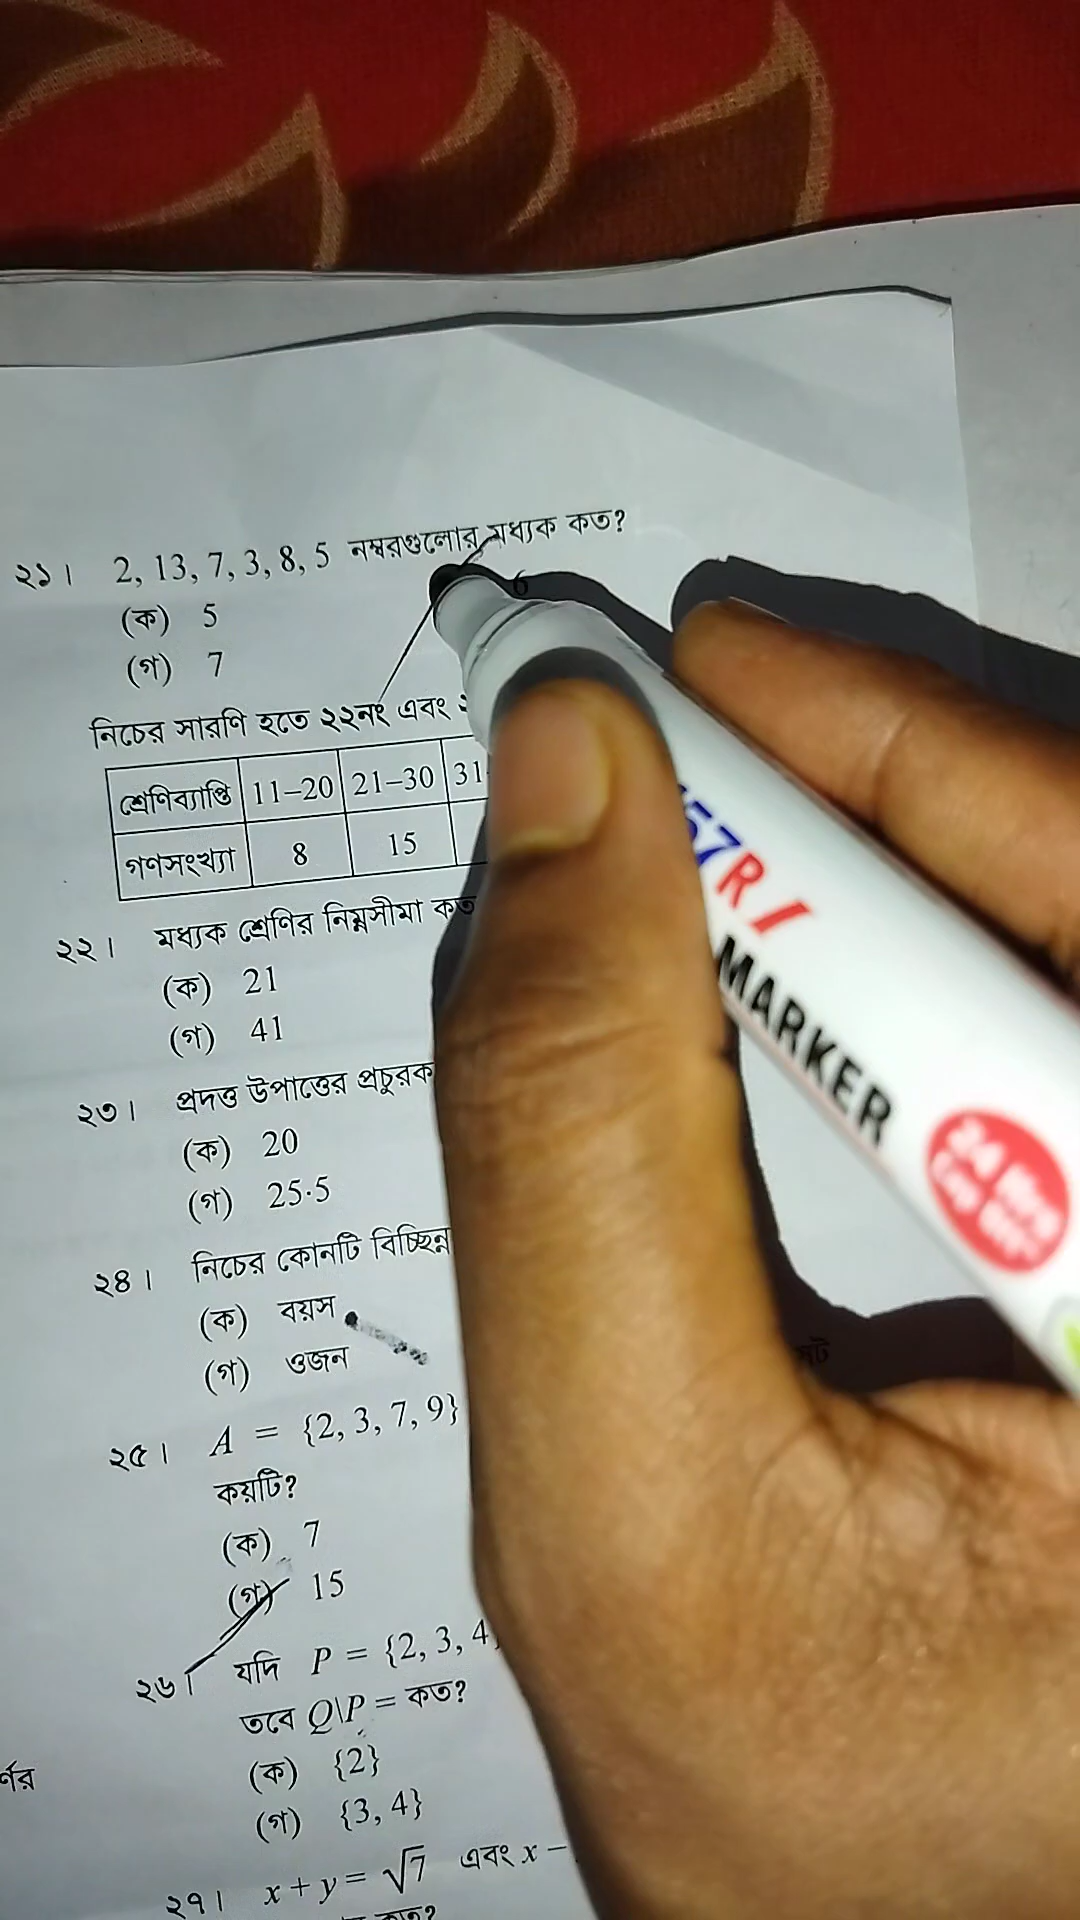 ২১। 2, 13, 7, 3, 8, 5 নম্বরগুলোর মধ্যক কত?
(ক) 5
6
(গ) 7
নিচের সারণি হতে ২২নং এবং
শ্রেণিব্যাপ্তি 11–20 21–30 31
গণসংখ্যা 8 15
২২। মধ্যক শ্রেণির নিম্নসীমা কত
(ক) 21
(গ) 41
২৩। প্রদত্ত উপাত্তের প্রচুরক
(ক) 20
(গ) 25·5
২৪। নিচের কোনটি বিচ্ছিন্ন
(ক) বয়স
(গ) ওজন
২৫। A = {2, 3, 7, 9}
কয়টি?
(ক) 7
(গ) 15
২৬। যদি P = {2, 3, 4
তবে Q\P = কত?
(ক) {2}
(গ) {3, 4}
২৭। x + y = √7 এবং x –
57R
MARKER